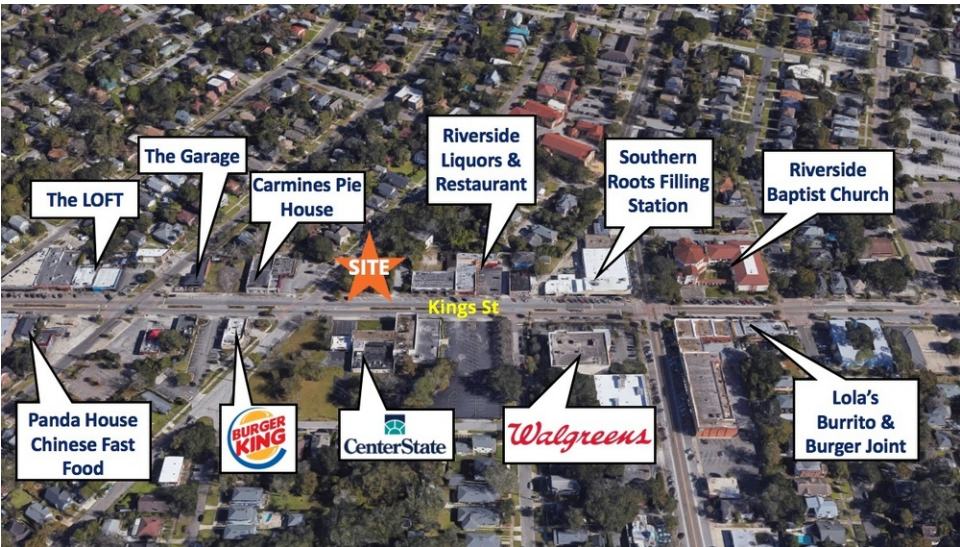 The LOFT
The Garage
Carmines Pie
House
Riverside
Liquors &
Restaurant
Southern
Roots Filling
Station
Riverside
Baptist Church
SITE
Kings St
Panda House
Chinese Fast
Food
BURGER
KING
CenterState
Walgreens
Lola's
Burrito &
Burger Joint